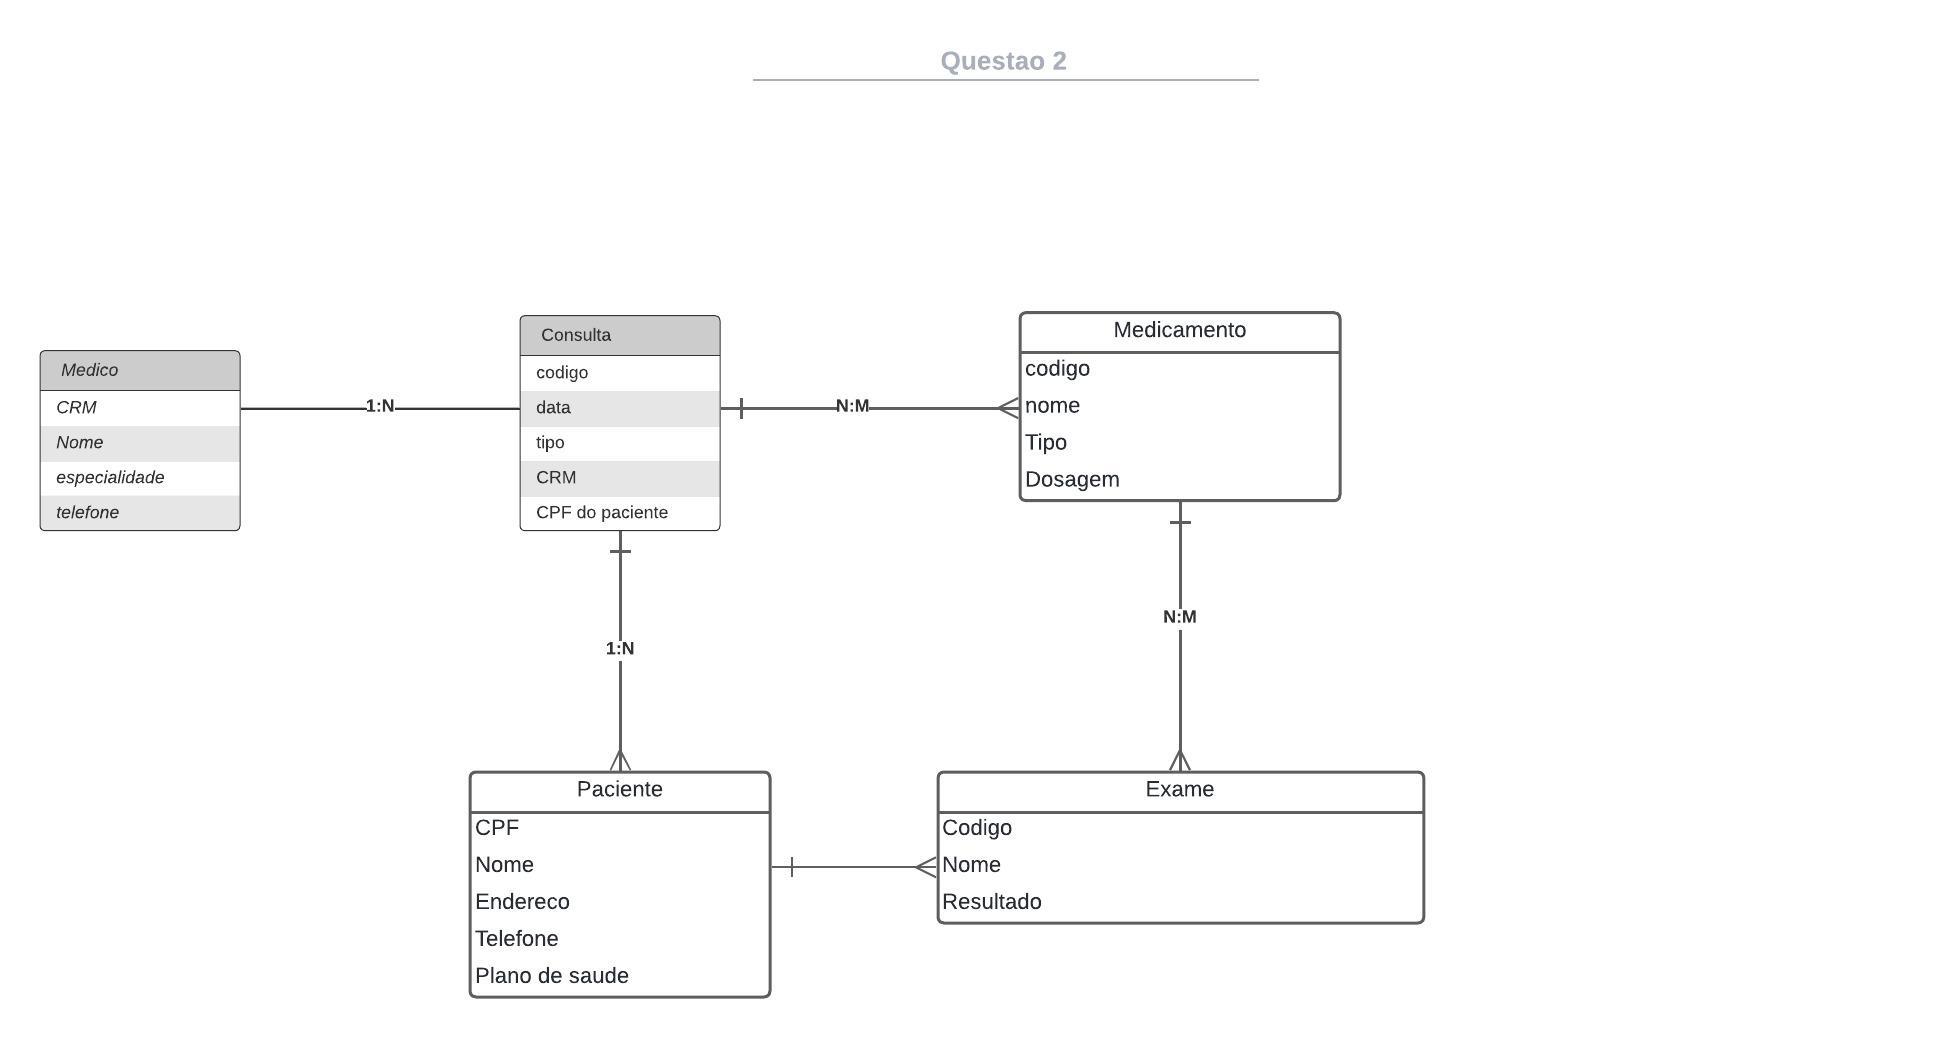 Questao 2
Medico
CRM
Nome
especialidade
telefone
1:N
Consulta
codigo
data
tipo
CRM
CPF do paciente
N:M
Medicamento
codigo
nome
Tipo
Dosagem
1:N
N:M
Paciente
CPF
Nome
Endereco
Telefone
Plano de saude
Exame
Codigo
Nome
Resultado